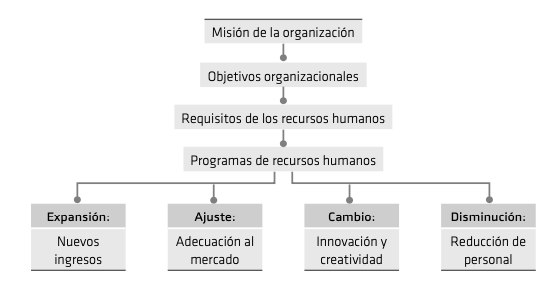 Misión de la organización
Objetivos organizacionales
Requisitos de los recursos humanos
Programas de recursos humanos
Expansión:
Nuevos
ingresos
Ajuste:
Adecuación al
mercado
Cambio:
Innovación y
creatividad
Disminución:
Reducción de
personal